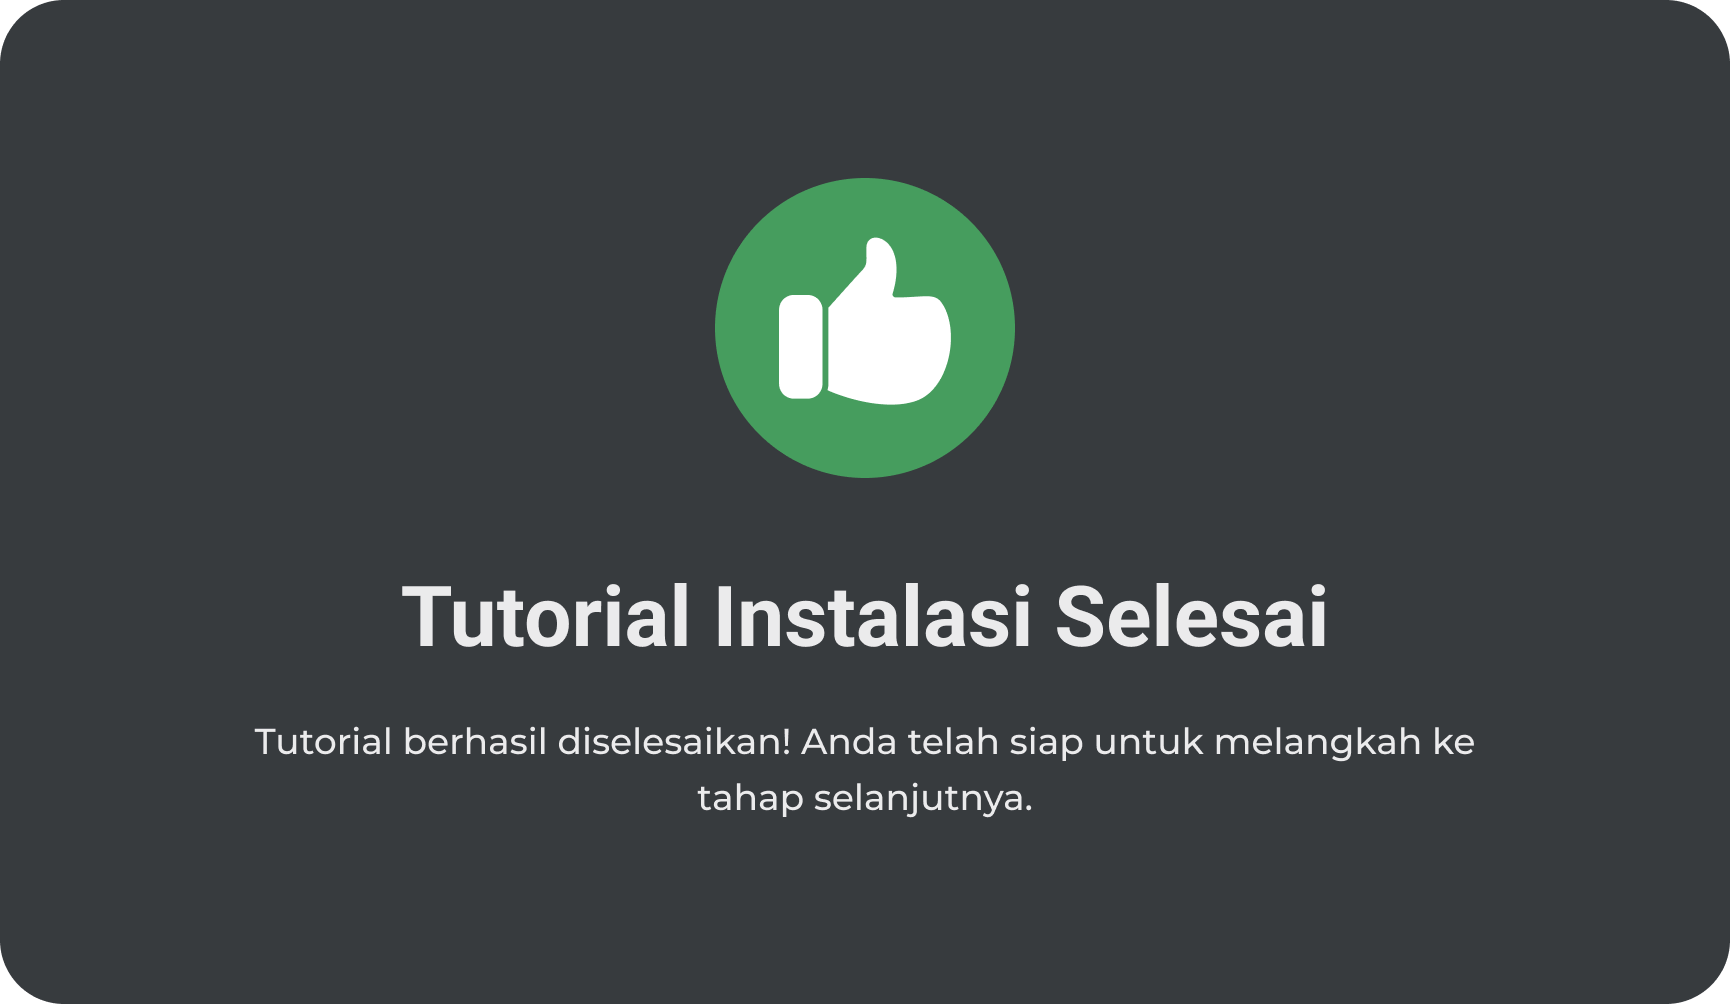 Tutorial Instalasi Selesai
Tutorial berhasil diselesaikan! Anda telah siap untuk melangkah ke
tahap selanjutnya.